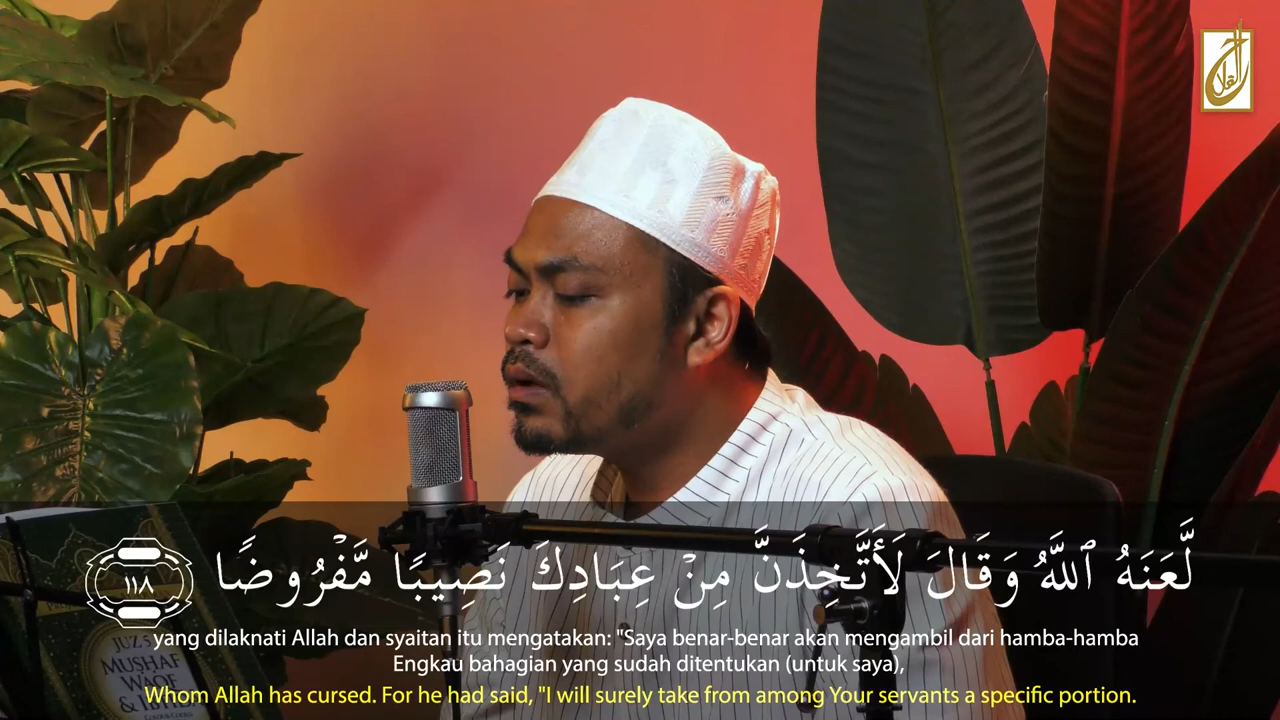 لَّعَنَهُ ٱللَّهُ وَقَالَ لَأَتَّخِذَنَّ مِنْ عِبَادِكَ نَصِيبًا مَّفْرُوضًا ١١٨
yang dilaknati Allah dan syaitan itu mengatakan: "Saya benar-benar akan mengambil dari hamba-hamba
Engkau bahagian yang sudah ditentukan (untuk saya),
Whom Allah has cursed. For he had said, "I will surely take from among Your servants a specific portion.
JUZ 5
MUSHAF
WAQF